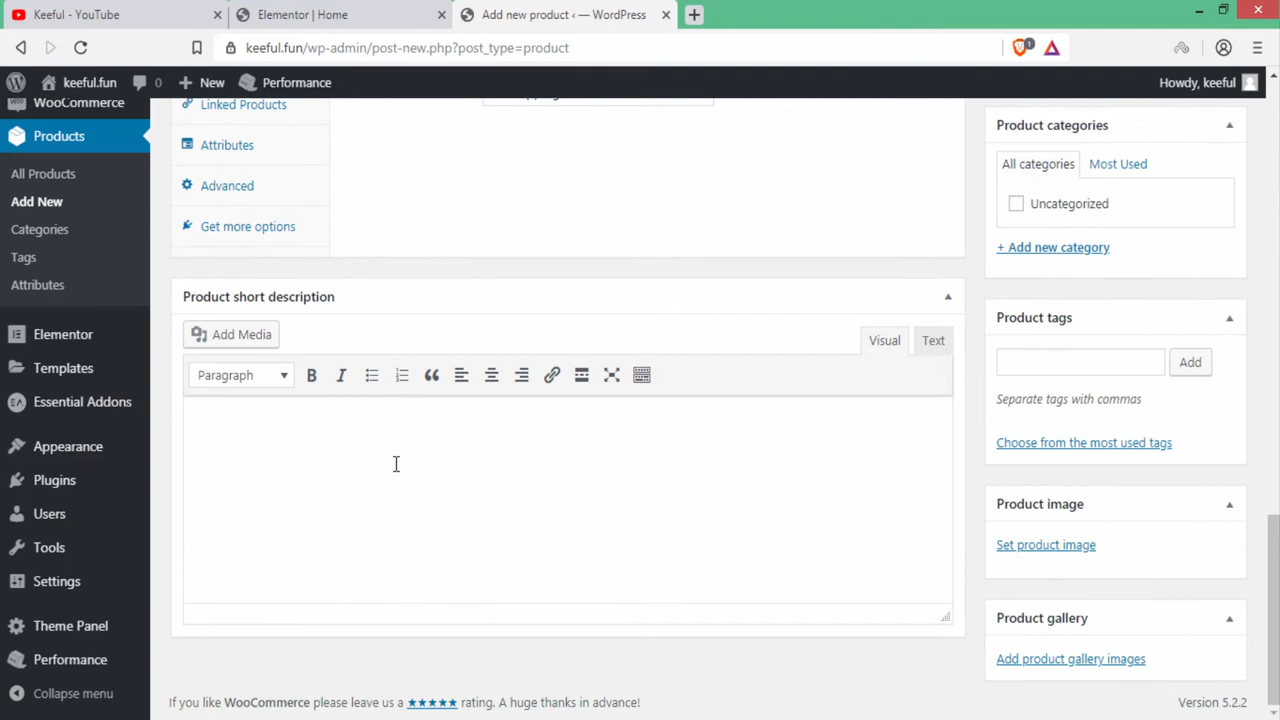 Keeful - YouTube
Elementor | Home
Add new product ‹ — WordPress
keeful.fun/wp-admin/post-new.php?post_type=product
1
keeful.fun
0
New
Performance
Howdy, keeful
WooCommerce
Products
All Products
Add New
Categories
Tags
Attributes
Elementor
Templates
Essential Addons
Appearance
Plugins
Users
Tools
Settings
Theme Panel
Performance
Collapse menu
Linked Products
Attributes
Advanced
Get more options
Product short description
Add Media
Visual
Text
Paragraph
B
I
If you like WooCommerce please leave us a ★★★★★ rating. A huge thanks in advance!
Version 5.2.2
Product categories
All categories
Most Used
Uncategorized
+ Add new category
Product tags
Add
Separate tags with commas
Choose from the most used tags
Product image
Set product image
Product gallery
Add product gallery images